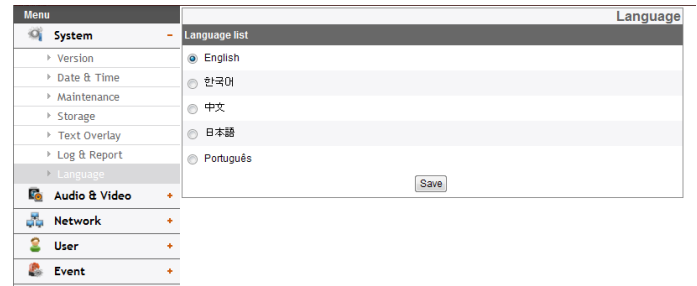 Menu
System
Version
Date & Time
Maintenance
Storage
Text Overlay
Log & Report
Language
Audio & Video
Network
User
Event
Language
Language list
English
한국어
中文
日本語
Português
Save